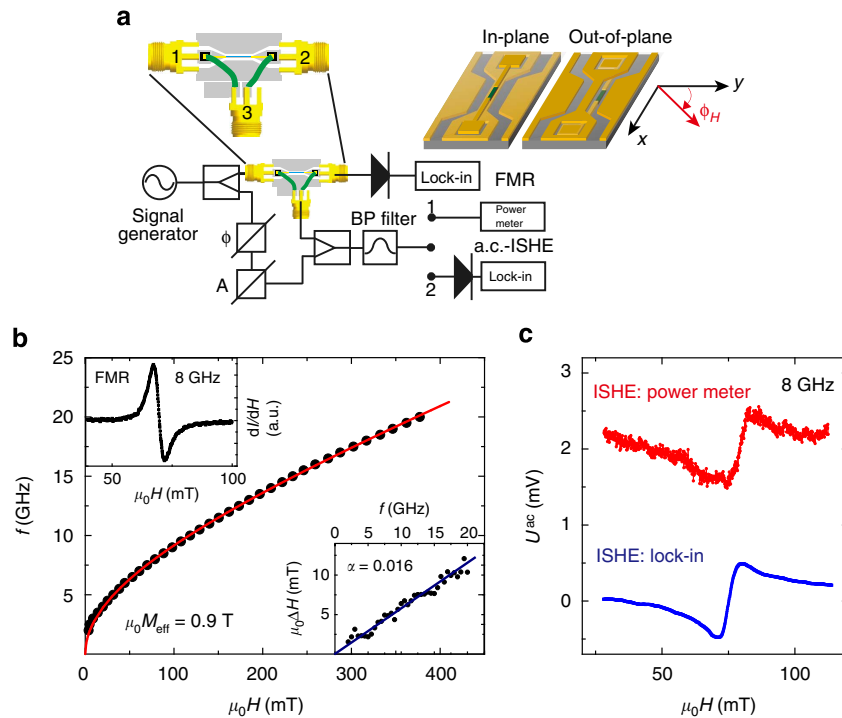 a
1
2
3
In-plane
Out-of-plane
y
x
ϕH
Signal
generator
ϕ
A
BP filter
Lock-in
FMR
1
Power
meter
a.c.-ISHE
2
Lock-in
b
25
20
15
10
5
0
f (GHz)
0 100 200 300 400
μ0H (mT)
FMR
8 GHz
dI/dH
(a.u.)
50 100
μ0H (mT)
μ0Meff = 0.9 T
f (GHz)
0 5 10 15 20
α = 0.016
10
5
μ0ΔH (mT)
c
3
2
1
0
Uac (mV)
ISHE: power meter
8 GHz
ISHE: lock-in
50 100
μ0H (mT)